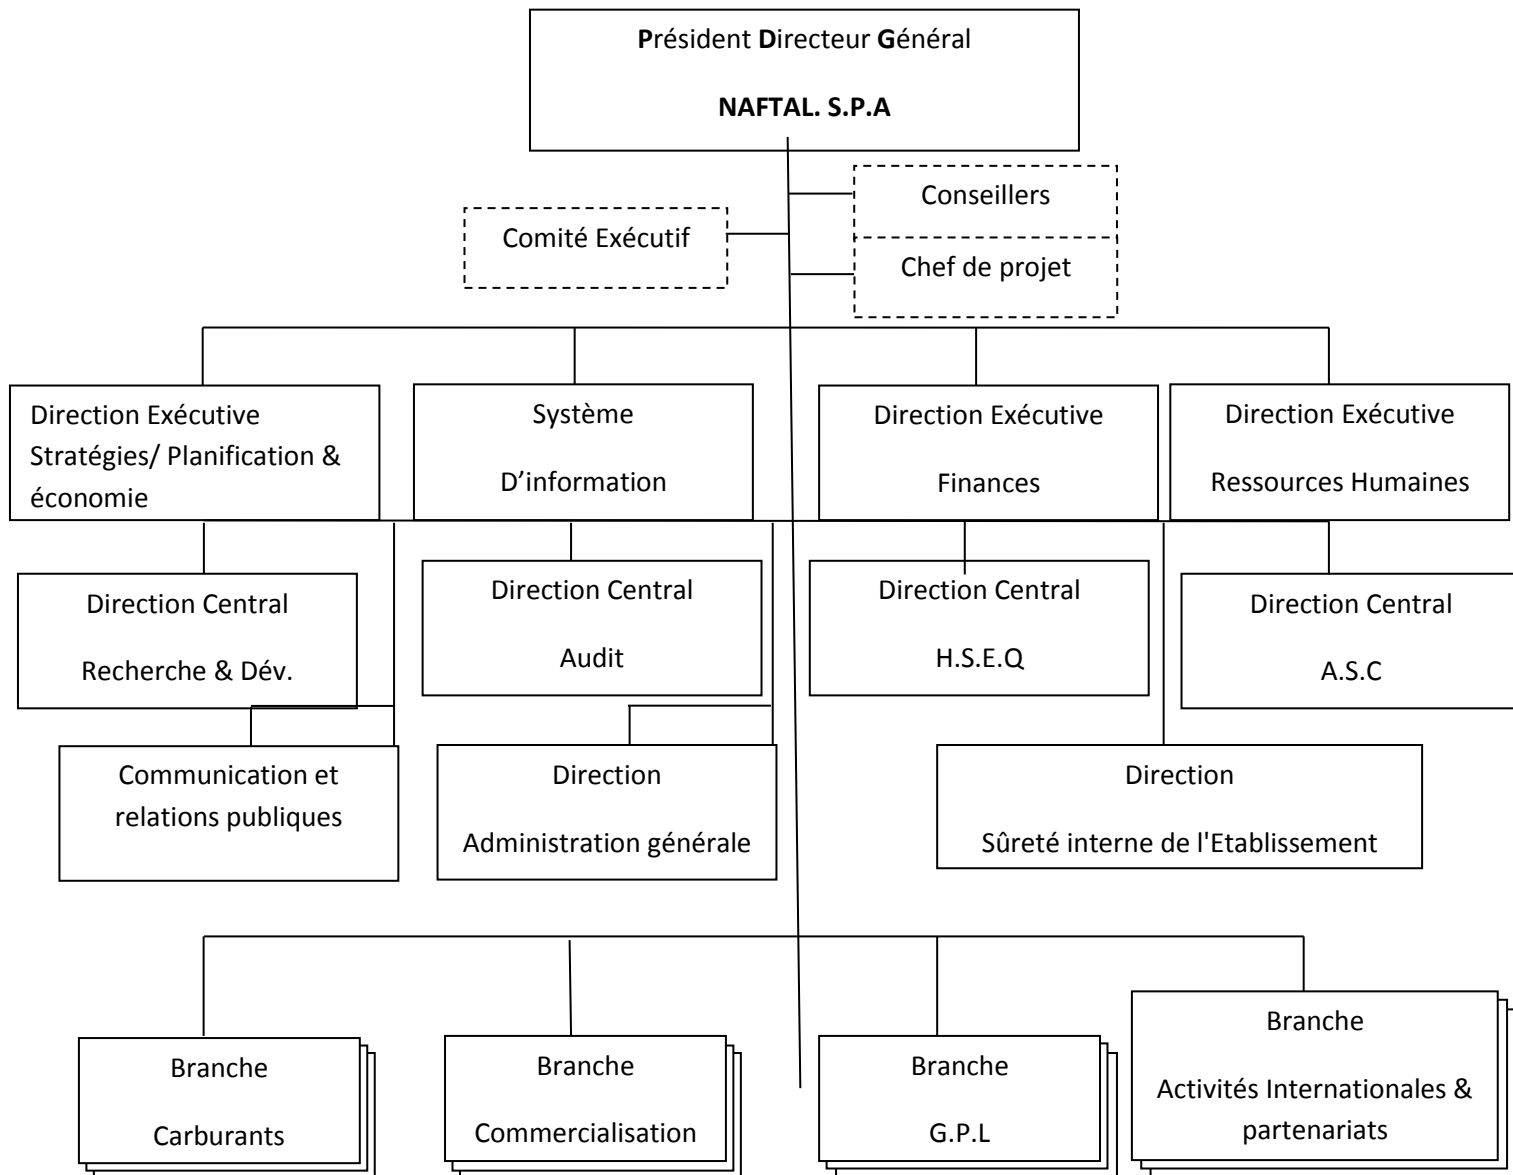 Président Directeur Général
NAFTAL. S.P.A
Conseillers
Comité Exécutif
Chef de projet
Direction Exécutive
Stratégies/ Planification &
économie
Système
D’information
Direction Exécutive
Finances
Direction Exécutive
Ressources Humaines
Direction Central
Recherche & Dév.
Direction Central
Audit
Direction Central
H.S.E.Q
Direction Central
A.S.C
Communication et
relations publiques
Direction
Administration générale
Direction
Sûreté interne de l'Etablissement
Branche
Carburants
Branche
Commercialisation
Branche
G.P.L
Branche
Activités Internationales &
partenariats